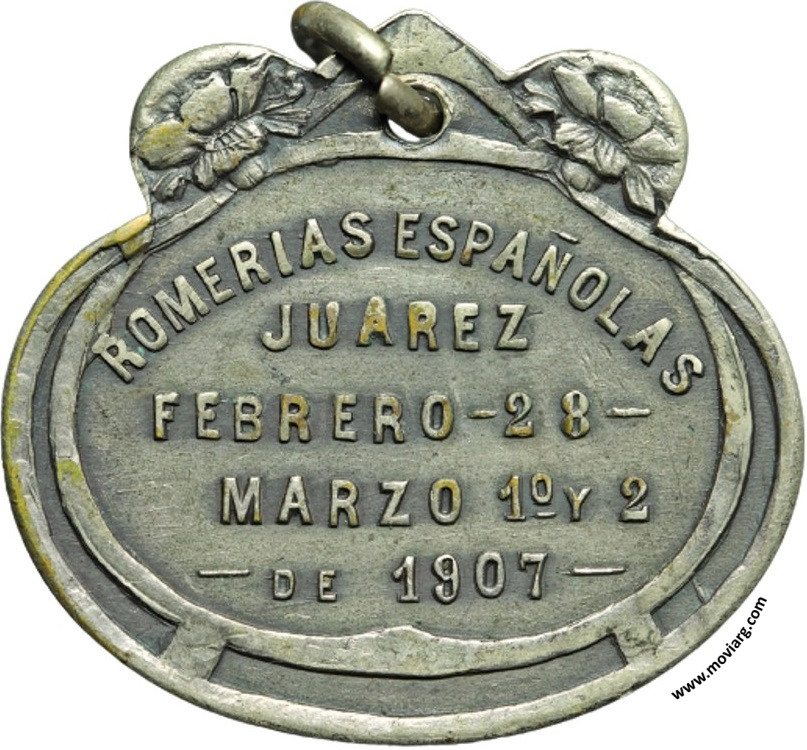 ROMERIAS ESPAÑOLAS
JUAREZ
FEBRERO - 28 -
MARZO 1º Y 2
- DE 1907 -
www.moviarg.com